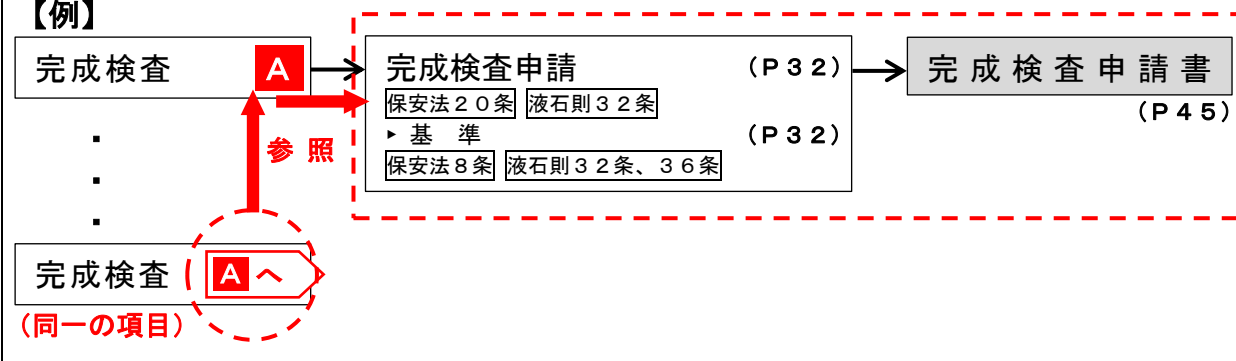 【例】
完成検査 A
完成検査申請 (P32)
保安法20条 液石則32条
▸基 準 (P32)
保安法8条 液石則32条、36条
完成検査申請書
(P45)
参照
・
・
・
完成検査 Aへ
(同一の項目)